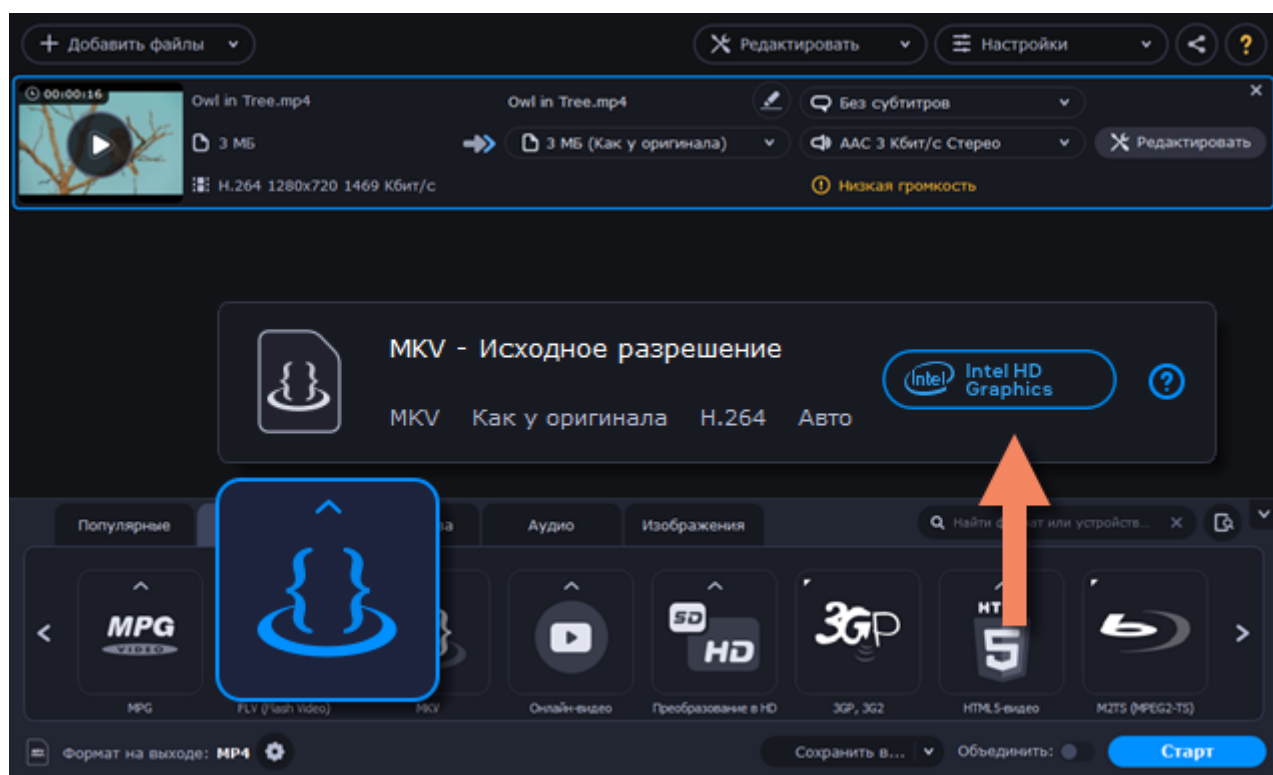 Добавить файлы
Редактировать
Настройки
?
00:00:16
Owl in Tree.mp4
Owl in Tree.mp4
Без субтитров
3 МБ
3 МБ (Как у оригинала)
AAC 3 Кбит/с Стерео
Редактировать
H.264 1280x720 1469 Кбит/с
Низкая громкость
MKV - Исходное разрешение
(intel) Intel HD
Graphics
?
MKV Как у оригинала H.264 Авто
Популярные
Аудио
Изображения
Найти или устройств...
MPG
VIDEO
SD
HD
3GP
HT
5
MPG
FLV (Flash Video)
MKV
Онлайн-видео
Преобразование в HD
3GP, 3G2
HTML5-видео
M2TS (MPEG2-TS)
Формат на выходе: MP4
Сохранить в...
Объединить:
Старт